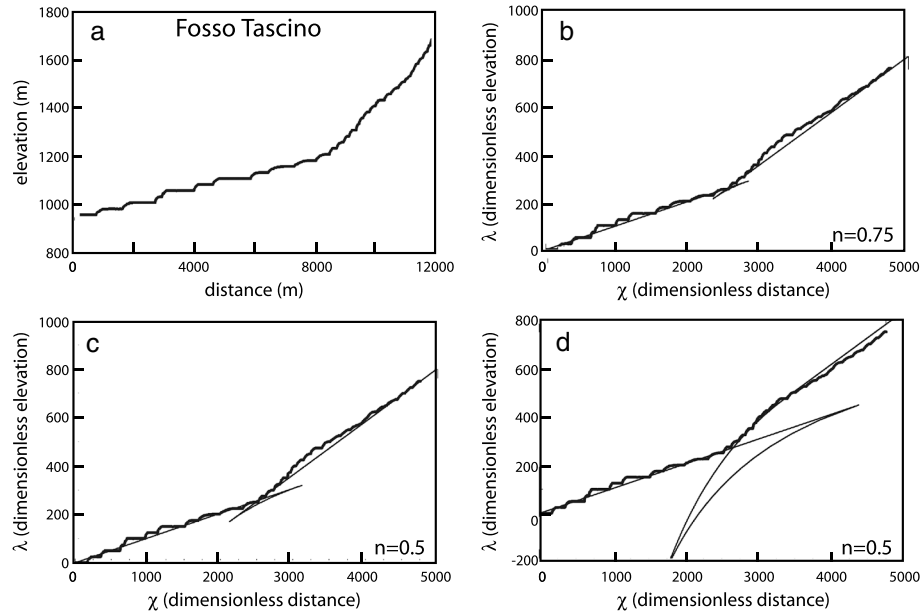 a
Fosso Tascino
1800
1600
1400
1200
1000
800
elevation (m)
0
4000
8000
12000
distance (m)
b
1000
800
600
400
200
0
λ (dimensionless elevation)
n=0.75
0
1000
2000
3000
4000
5000
χ (dimensionless distance)
c
1000
800
600
400
200
0
λ (dimensionless elevation)
n=0.5
0
1000
2000
3000
4000
5000
χ (dimensionless distance)
d
800
600
400
200
0
-200
λ (dimensionless elevation)
n=0.5
0
1000
2000
3000
4000
5000
χ (dimensionless distance)